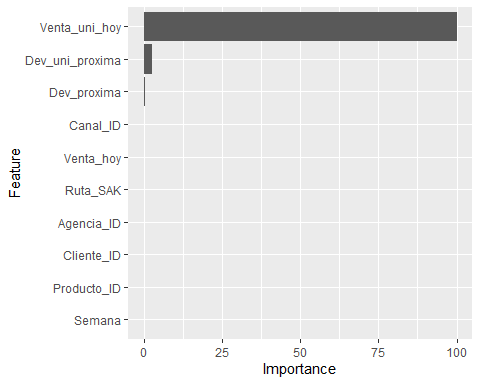 Venta_uni_hoy
Dev_uni_proxima
Dev_proxima
Canal_ID
Venta_hoy
Ruta_SAK
Agencia_ID
Cliente_ID
Producto_ID
Semana
Feature
0 25 50 75 100
Importance